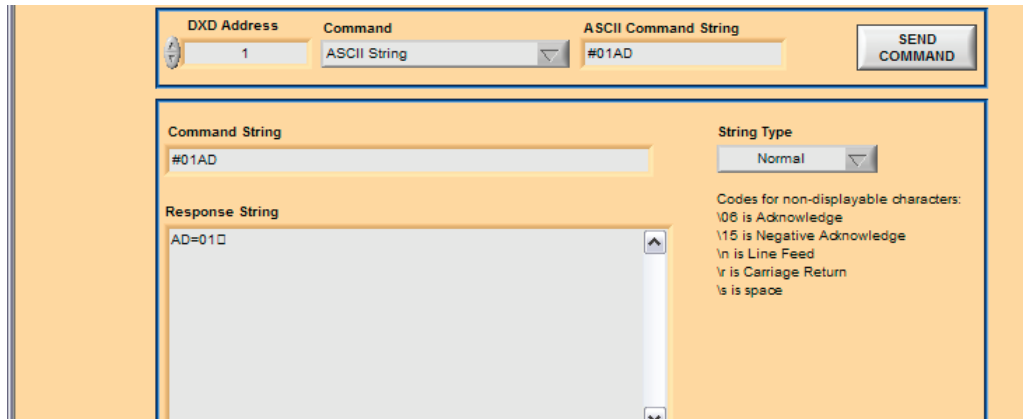 DXD Address Command ASCII Command String
1 ASCII String #01AD SEND COMMAND
Command String String Type
#01AD Normal
Codes for non-displayable characters:
\06 is Acknowledge
\15 is Negative Acknowledge
\n is Line Feed
\r is Carriage Return
\s is space
Response String
AD=01□